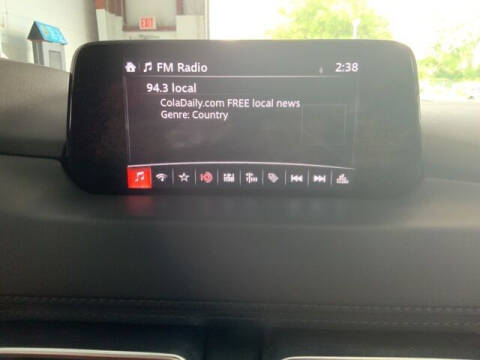 FM Radio 2:38
94.3 local
ColaDaily.com FREE local news
Genre: Country